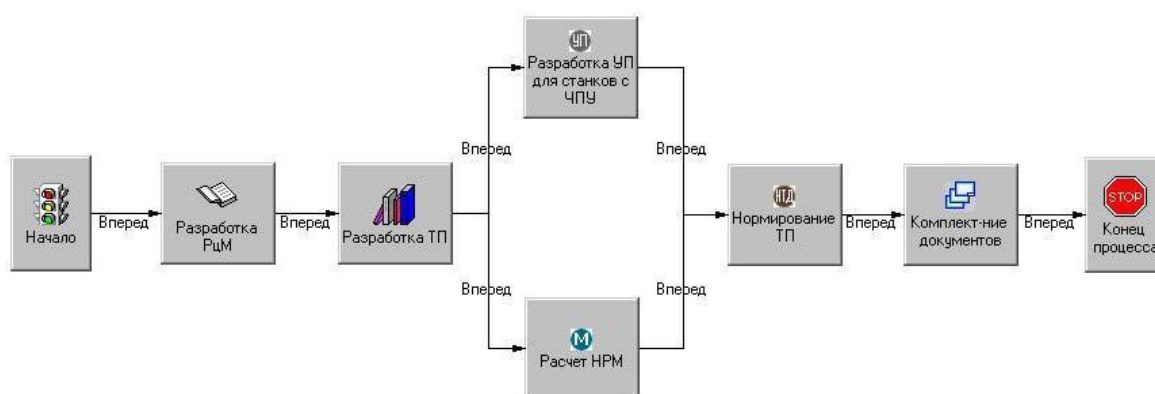 УП
Разработка УП
для станков с
ЧПУ
Вперед
Вперед
Начало
Вперед
Разработка
РцМ
Вперед
Разработка ТП
НТД
Нормирование
ТП
Вперед
Комплект-ние
документов
Вперед
STOP
Конец
процесса
Вперед
Вперед
М
Расчет НРМ